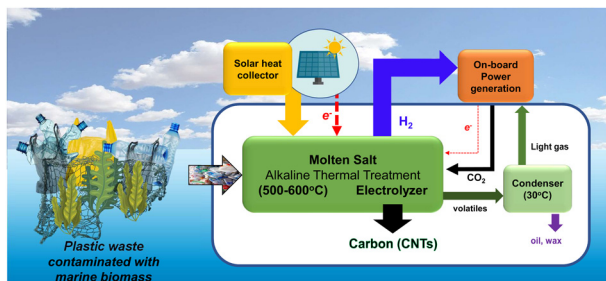 Solar heat
collector
e-
H₂
On-board
Power
generation
e-
Molten Salt
Alkaline Thermal Treatment
(500-600°C) Electrolyzer
CO₂
Light gas
Condenser
(30°C)
volatiles
oil, wax
Carbon (CNTs)
Plastic waste
contaminated with
marine biomass